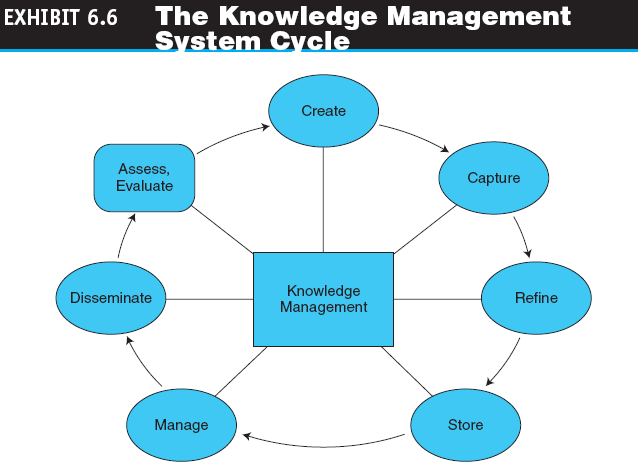 EXHIBIT 6.6
The Knowledge Management
System Cycle
Create
Capture
Refine
Store
Manage
Disseminate
Assess,
Evaluate
Knowledge
Management